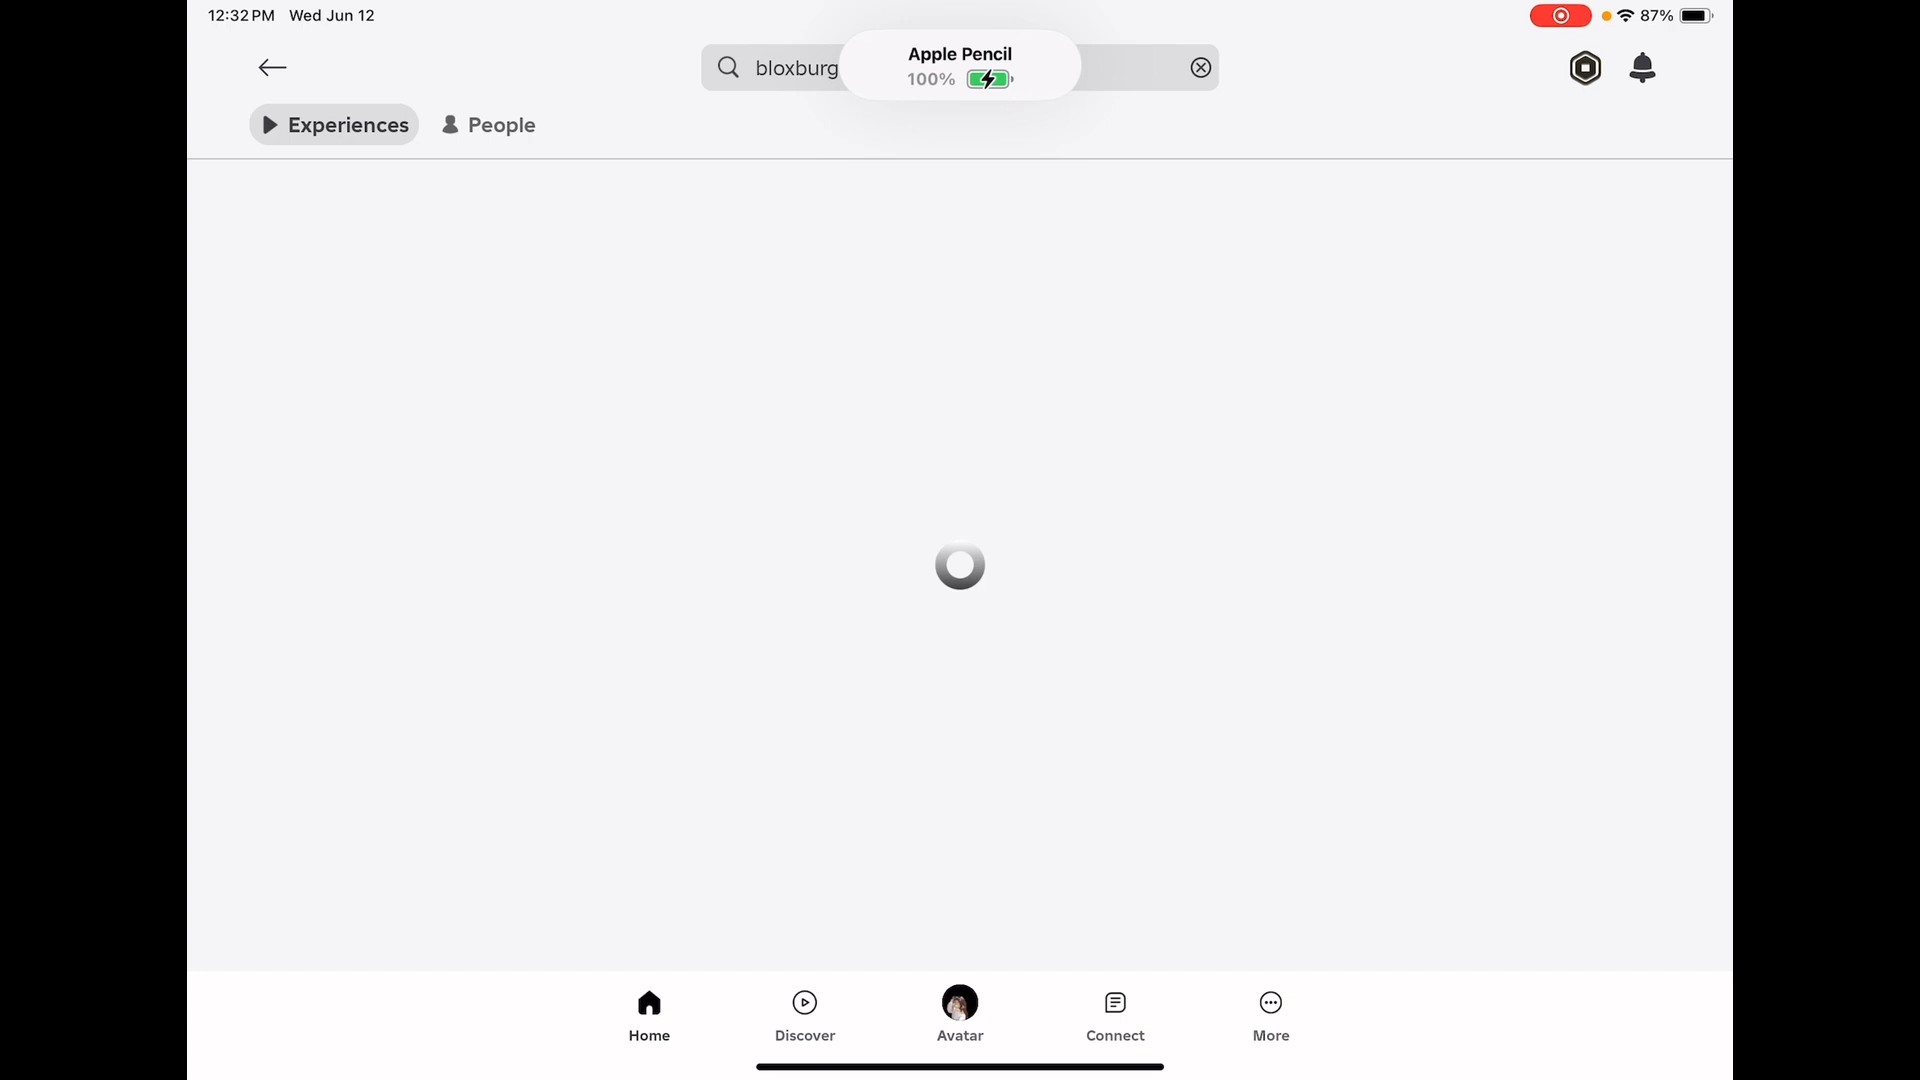 12:32 PM Wed Jun 12
87%
bloxburg
Apple Pencil
100%
Experiences People
Home Discover Avatar Connect More